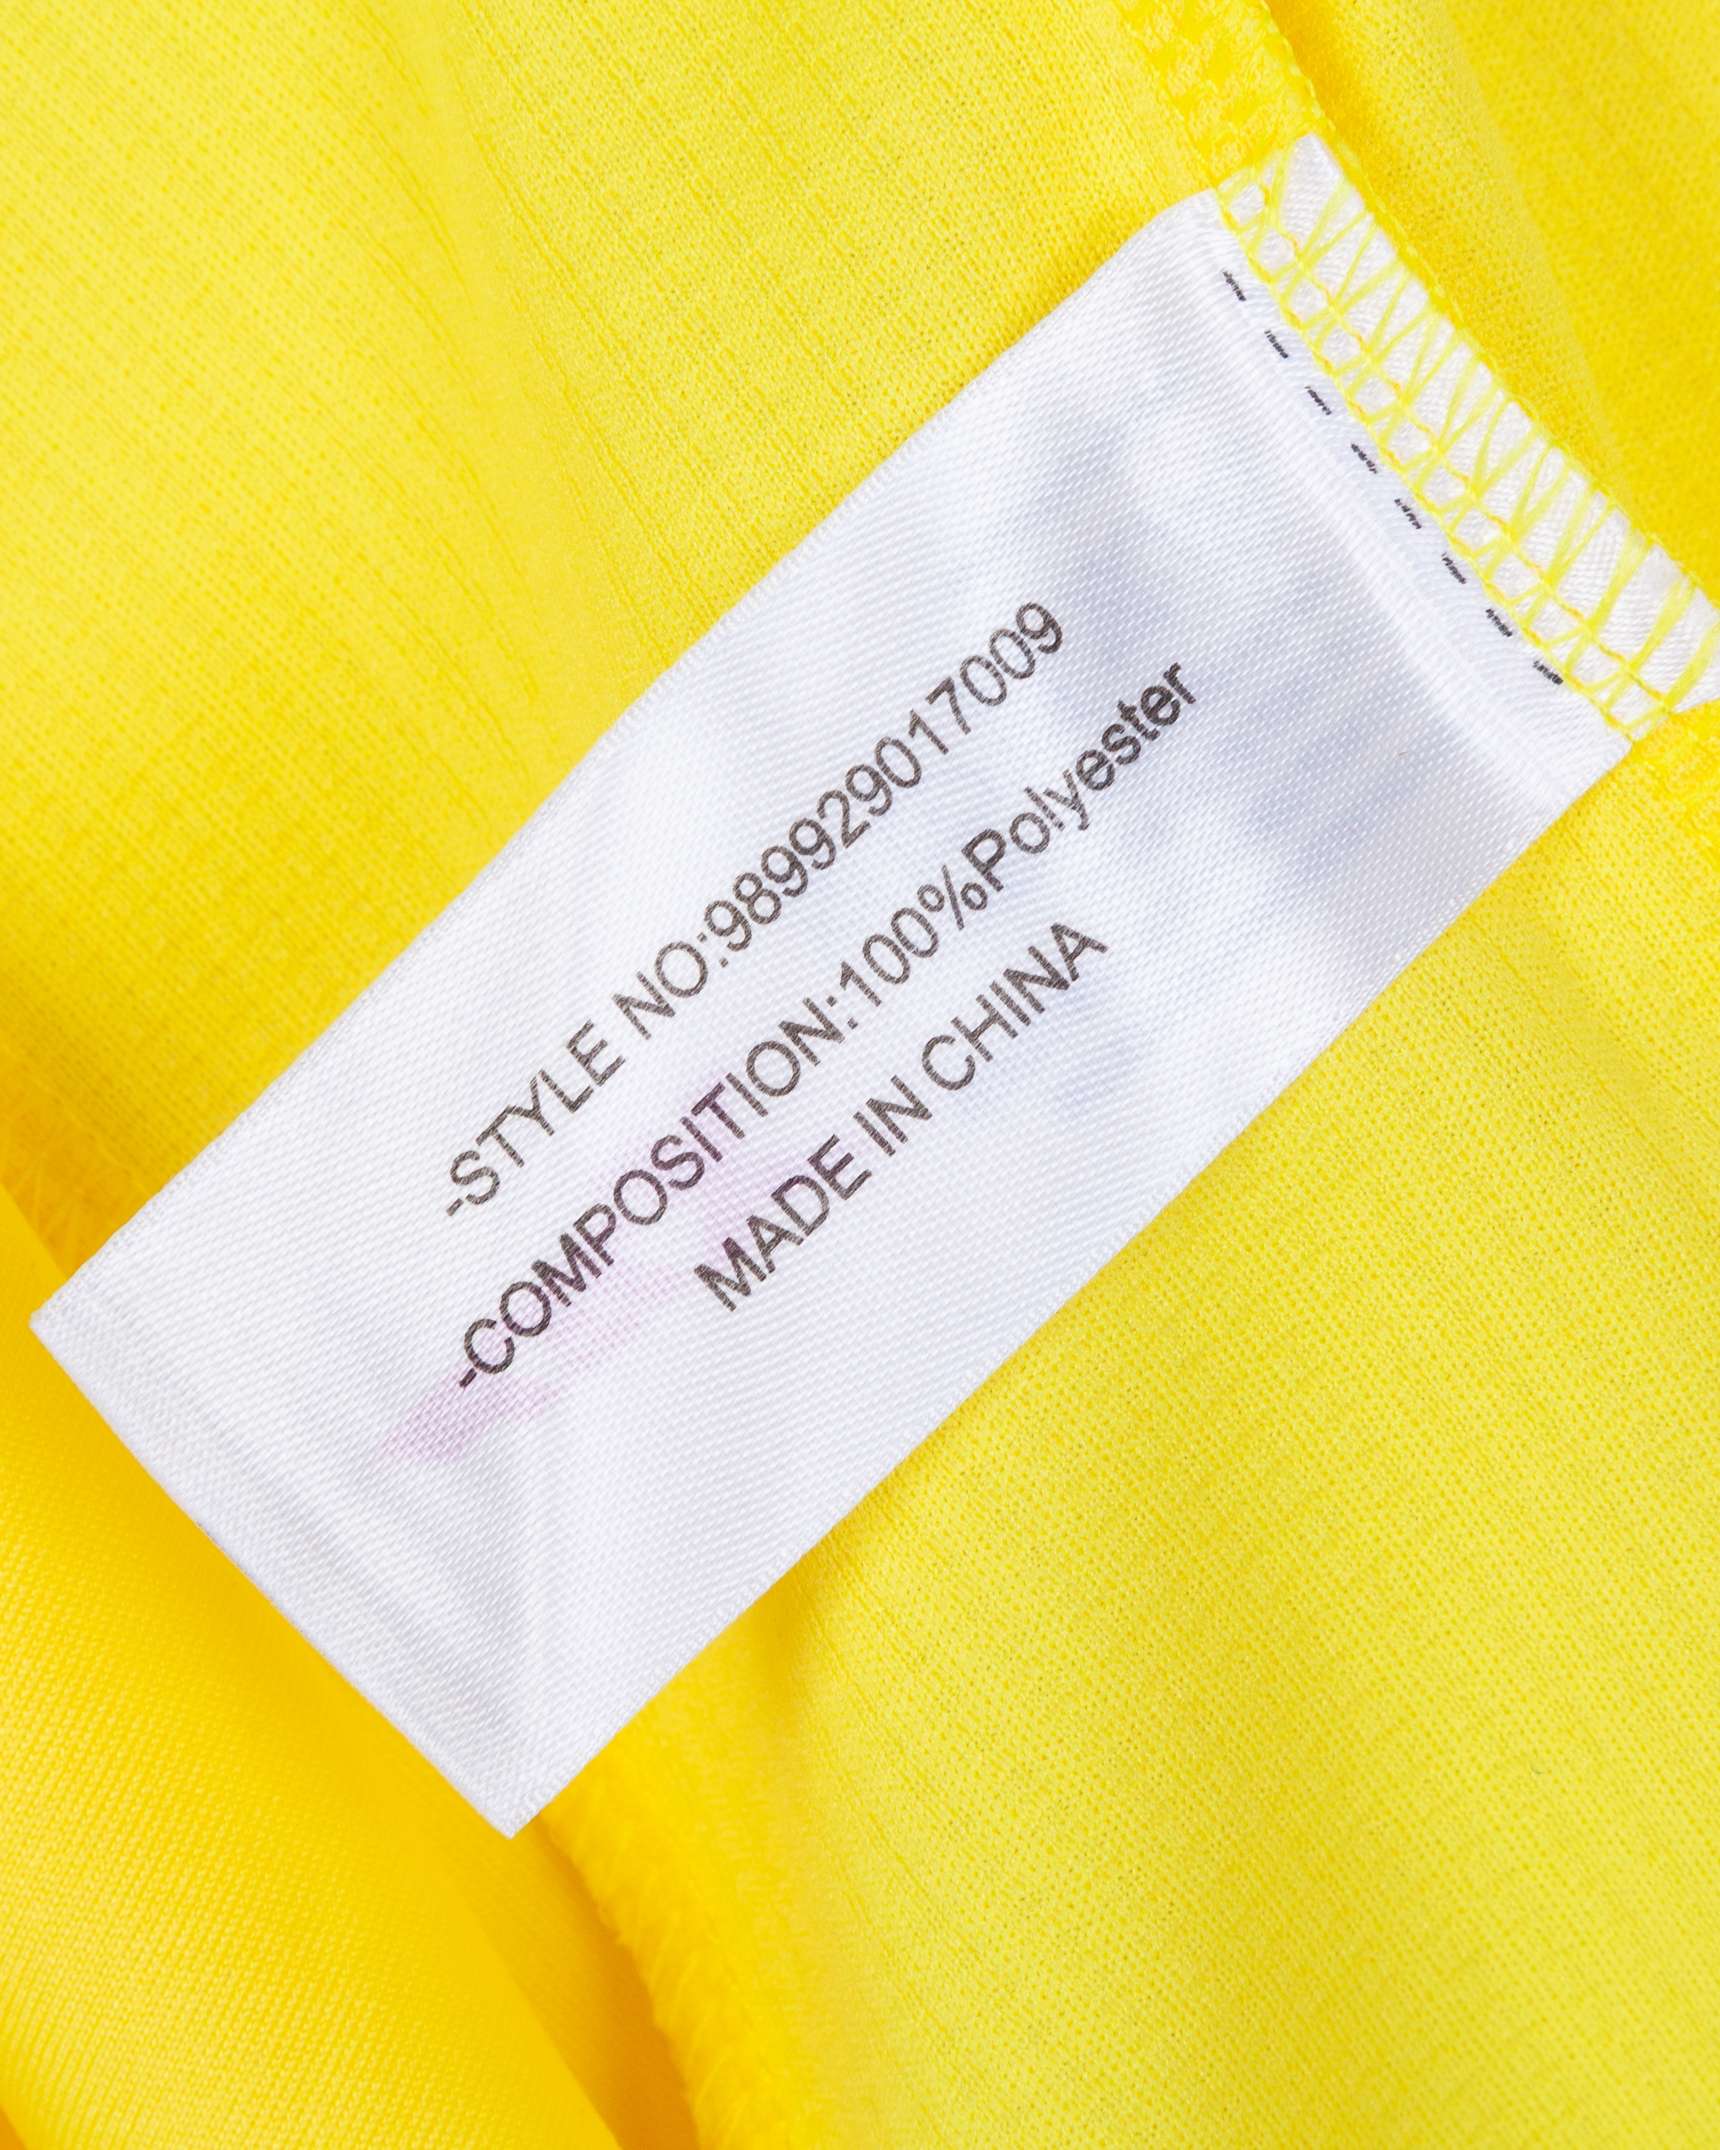 -STYLE NO:989929017009
-COMPOSITION:100%Polyester
MADE IN CHINA